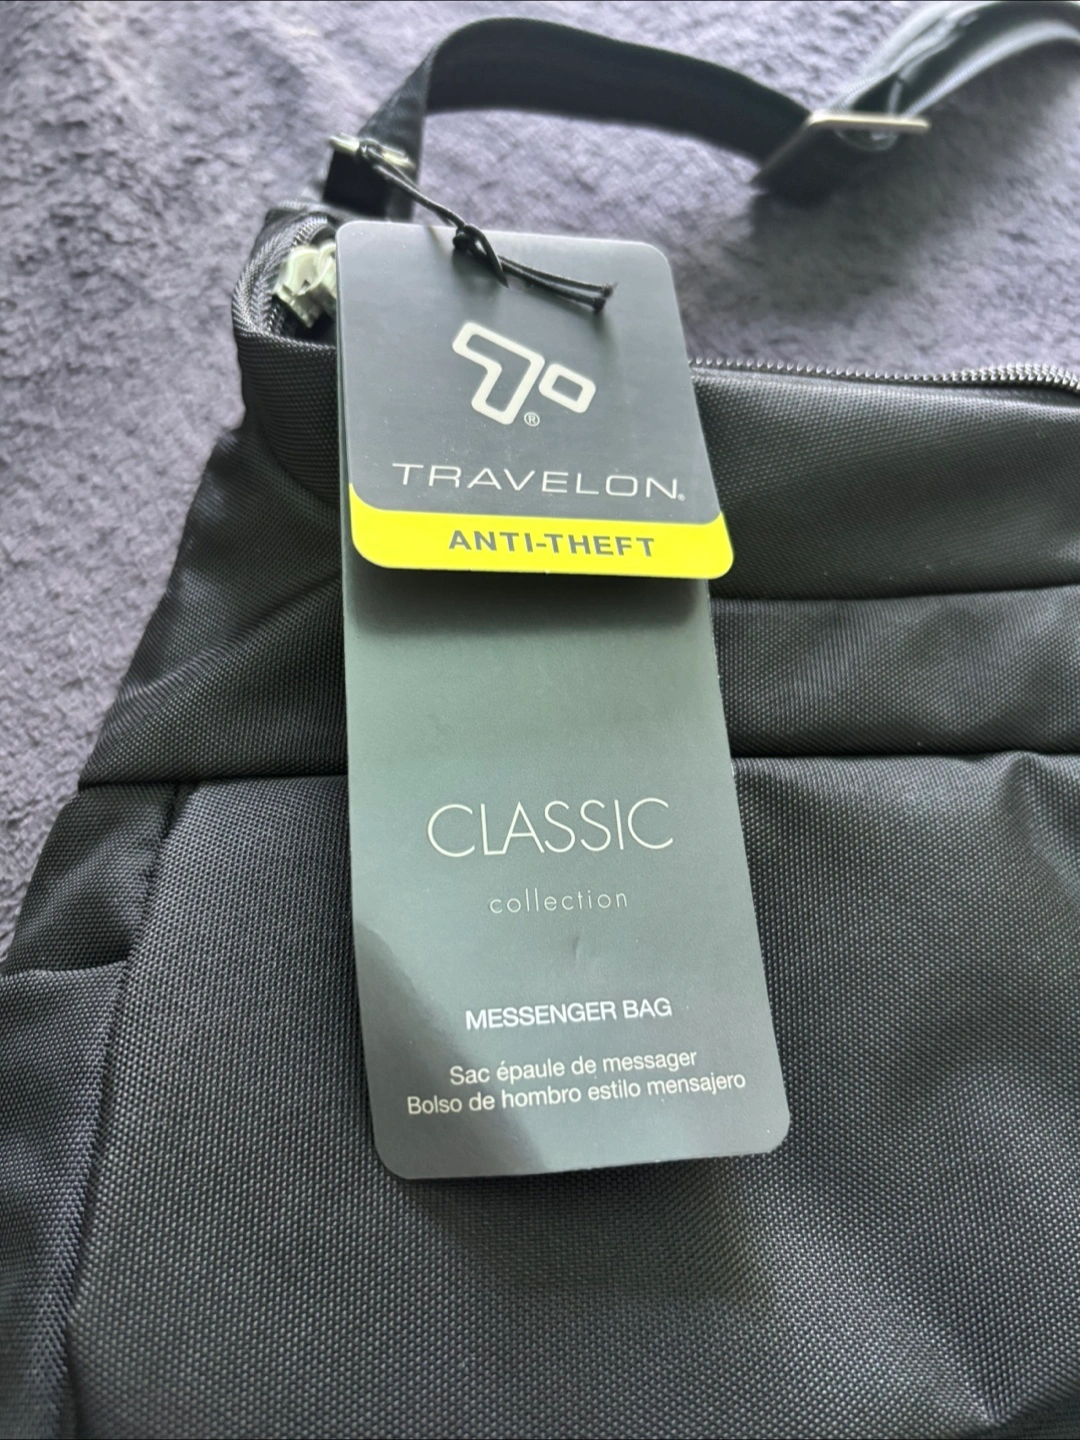 ®
TRAVELON®
ANTI-THEFT
CLASSIC
collection
MESSENGER BAG
Sac épaule de messager
Bolso de hombro estilo mensajero